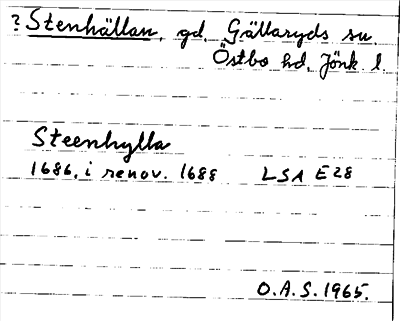 ? Stenhällan, gd, Gällaryds sn.
Östbo hd, Jönk. l.
Steenhylla
1686, i renov. 1688 LSA E28
O.A.S. 1965.